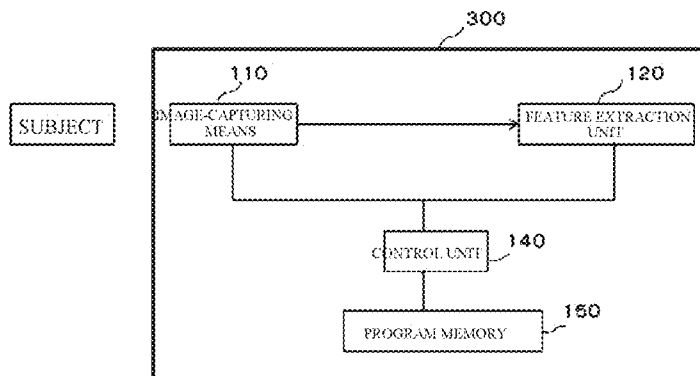 300
110
120
SUBJECT
IMAGE-CAPTURING
MEANS
FEATURE EXTRACTION
UNIT
CONTROL UNIT
140
PROGRAM MEMORY
150